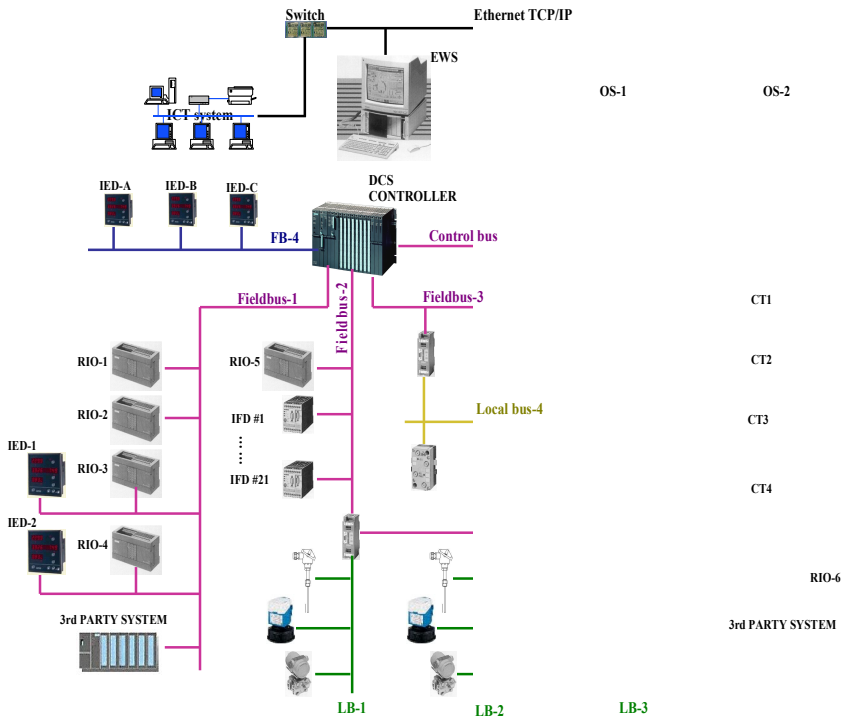 Switch
Ethernet TCP/IP
EWS
OS-1
OS-2
ICT system
IED-A
IED-B
IED-C
DCS
CONTROLLER
FB-4
Control bus
Fieldbus-1
Fieldbus-2
Fieldbus-3
CT1
RIO-1
RIO-5
CT2
RIO-2
IFD #1
Local bus-4
CT3
......
IED-1
RIO-3
IFD #21
CT4
IED-2
RIO-4
RIO-6
3rd PARTY SYSTEM
3rd PARTY SYSTEM
LB-1
LB-2
LB-3